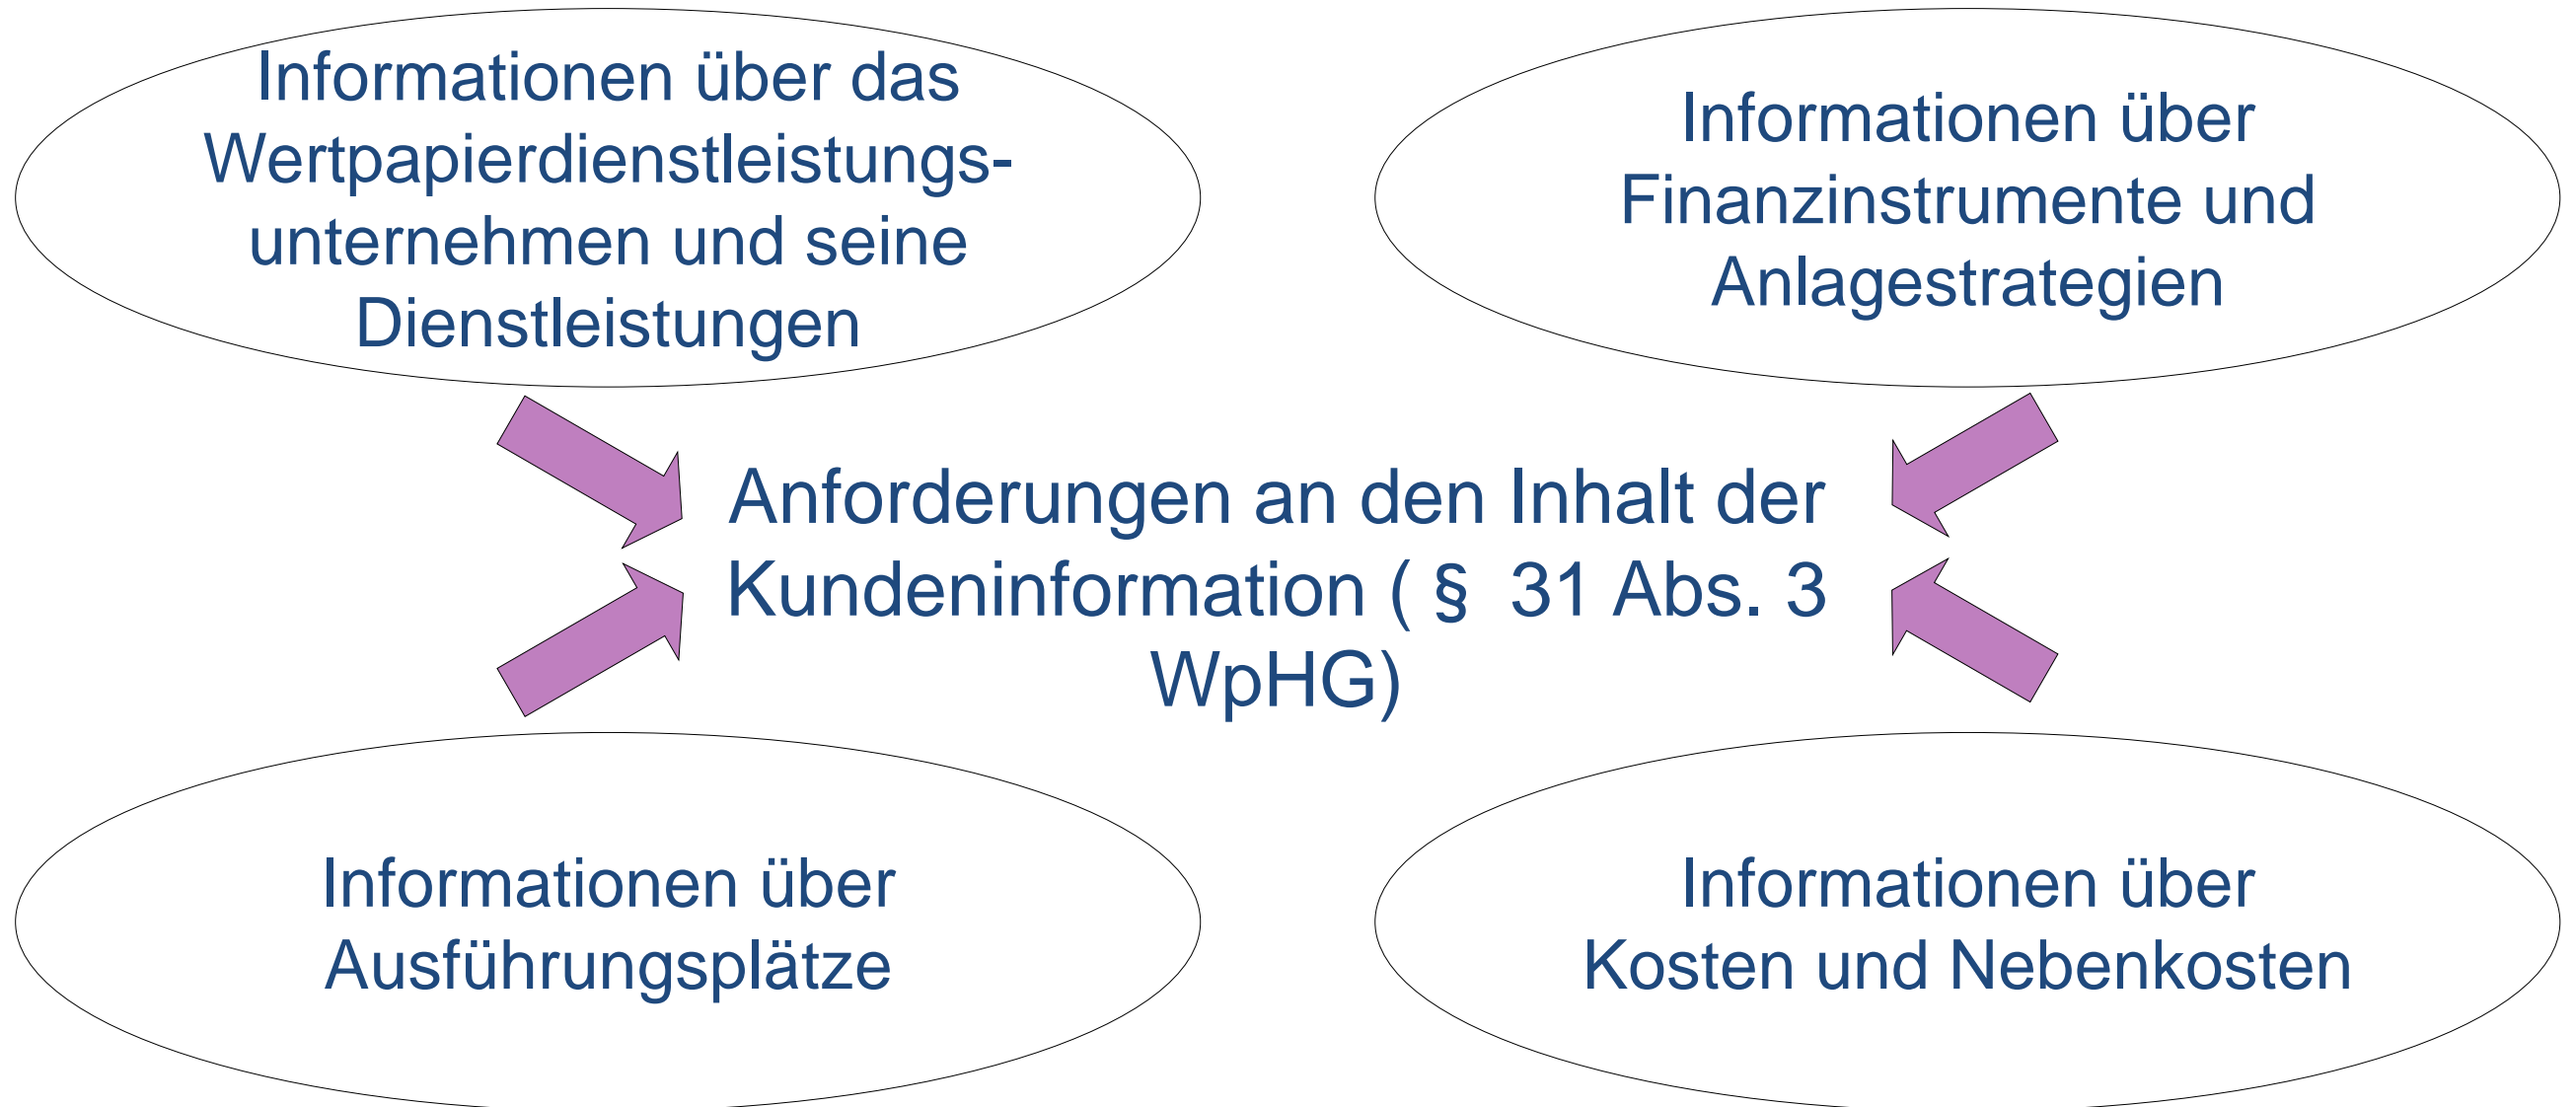 Informationen über das
Wertpapierdienstleistungs-
unternehmen und seine
Dienstleistungen
Informationen über
Finanzinstrumente und
Anlagestrategien
Anforderungen an den Inhalt der
Kundeninformation ( § 31 Abs. 3
WpHG)
Informationen über
Ausführungsplätze
Informationen über
Kosten und Nebenkosten